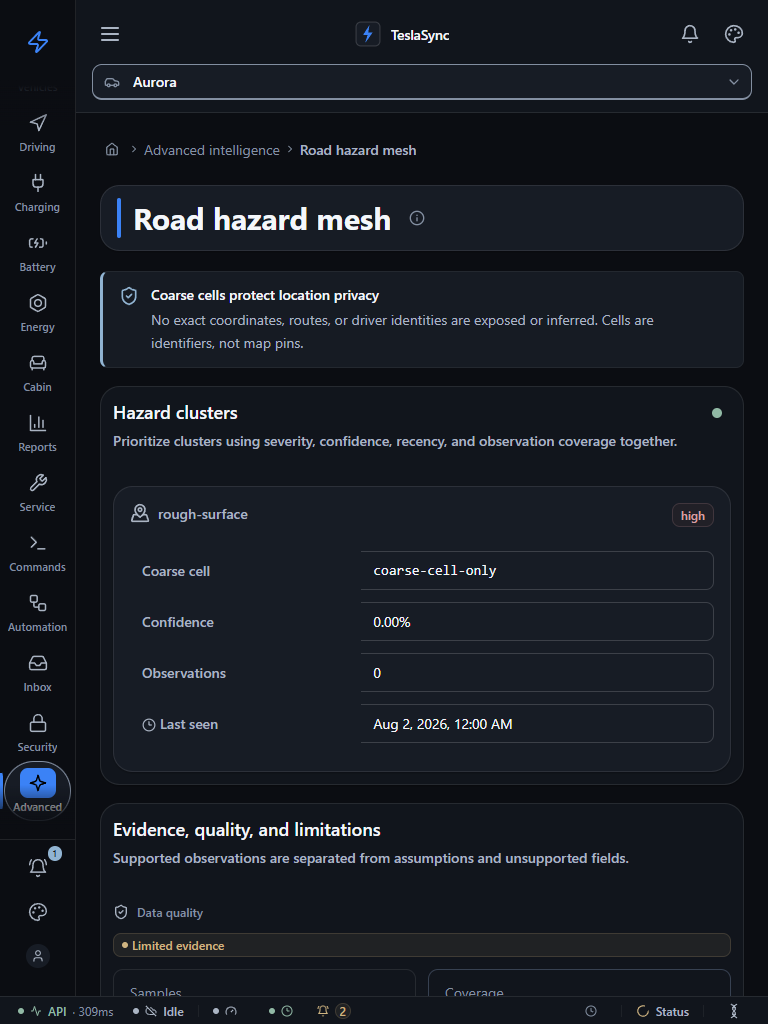 TeslaSync
Aurora
Driving
Charging
Battery
Energy
Cabin
Reports
Service
Commands
Automation
Inbox
Security
Advanced
1
Advanced intelligence > Road hazard mesh
Road hazard mesh
Coarse cells protect location privacy
No exact coordinates, routes, or driver identities are exposed or inferred. Cells are
identifiers, not map pins.
Hazard clusters
Prioritize clusters using severity, confidence, recency, and observation coverage together.
rough-surface
high
Coarse cell
coarse-cell-only
Confidence
0.00%
Observations
0
Last seen
Aug 2, 2026, 12:00 AM
Evidence, quality, and limitations
Supported observations are separated from assumptions and unsupported fields.
Data quality
Limited evidence
Samples
Coverage
API · 309ms
Idle
2
Status